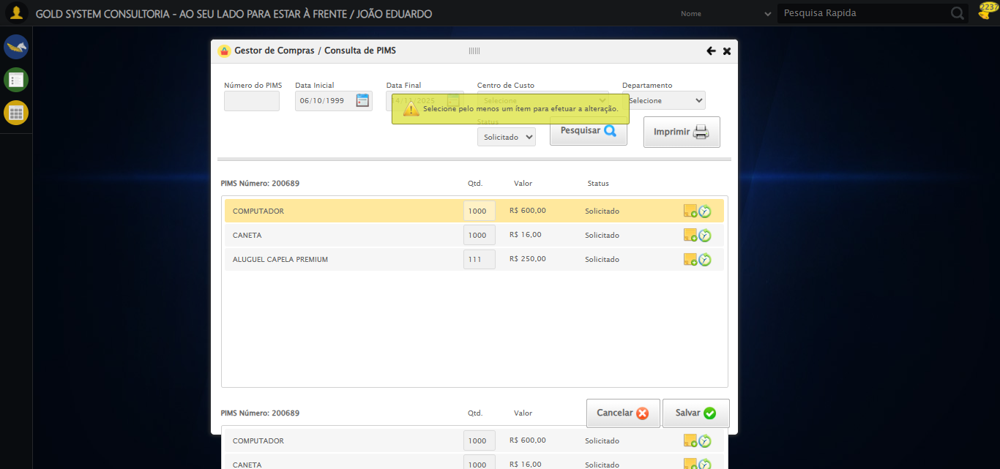 GOLD SYSTEM CONSULTORIA - AO SEU LADO PARA ESTAR À FRENTE / JOÃO EDUARDO
Nome
Pesquisa Rapida
2237
Gestor de Compras / Consulta de PIMS
Número do PIMS Data Inicial Data Final Centro de Custo Departamento
06/10/1999 14/11/2025 Selecione Selecione
Selecione pelo menos um ítem para efetuar a alteração.
Status
Solicitado Pesquisar Imprimir
PIMS Número: 200689 Qtd. Valor Status
COMPUTADOR 1000 R$ 600,00 Solicitado
CANETA 1000 R$ 16,00 Solicitado
ALUGUEL CAPELA PREMIUM 111 R$ 250,00 Solicitado
PIMS Número: 200689 Qtd. Valor Cancelar Salvar
COMPUTADOR 1000 R$ 600,00 Solicitado
CANETA 1000 R$ 16,00 Solicitado